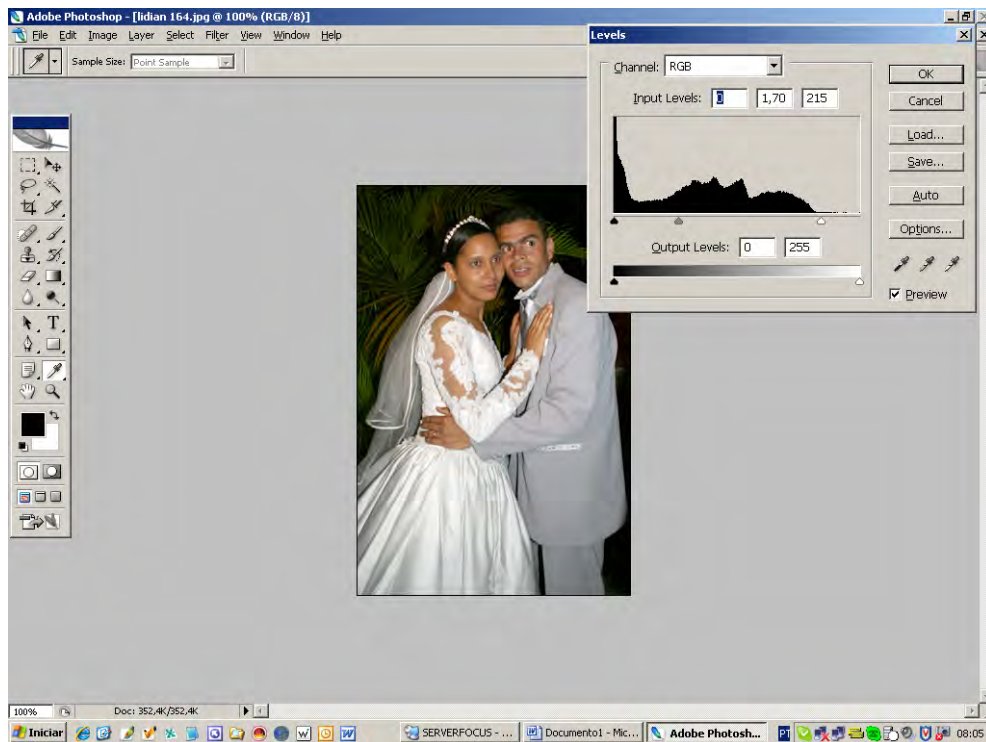 Adobe Photoshop - [lidian 164.jpg @ 100% (RGB/8)]
File Edit Image Layer Select Filter View Window Help
Sample Size: Point Sample
Levels
Channel: RGB
Input Levels: 0 1,70 215
Output Levels: 0 255
OK
Cancel
Load...
Save...
Auto
Options...
Preview
100% Doc: 352,4K/352,4K
Iniciar SERVERFOCUS - ... Documento1 - Mic... Adobe Photosh... PT 08:05